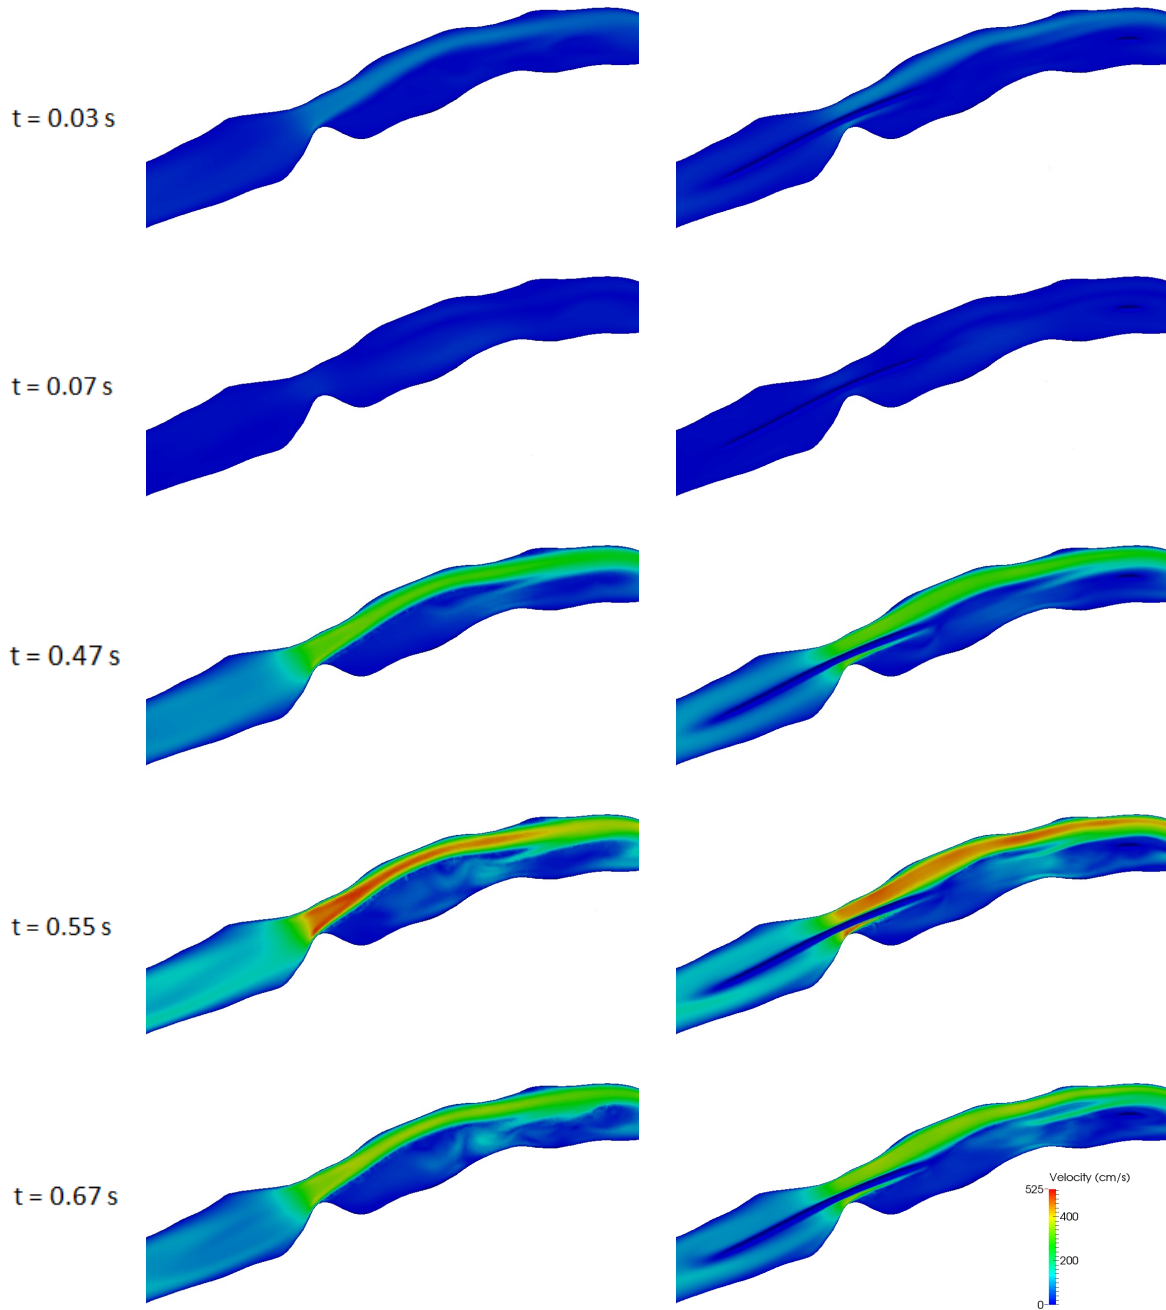 t = 0.03 s
t = 0.07 s
t = 0.47 s
t = 0.55 s
t = 0.67 s
Velocity (cm/s)
525
400
200
0